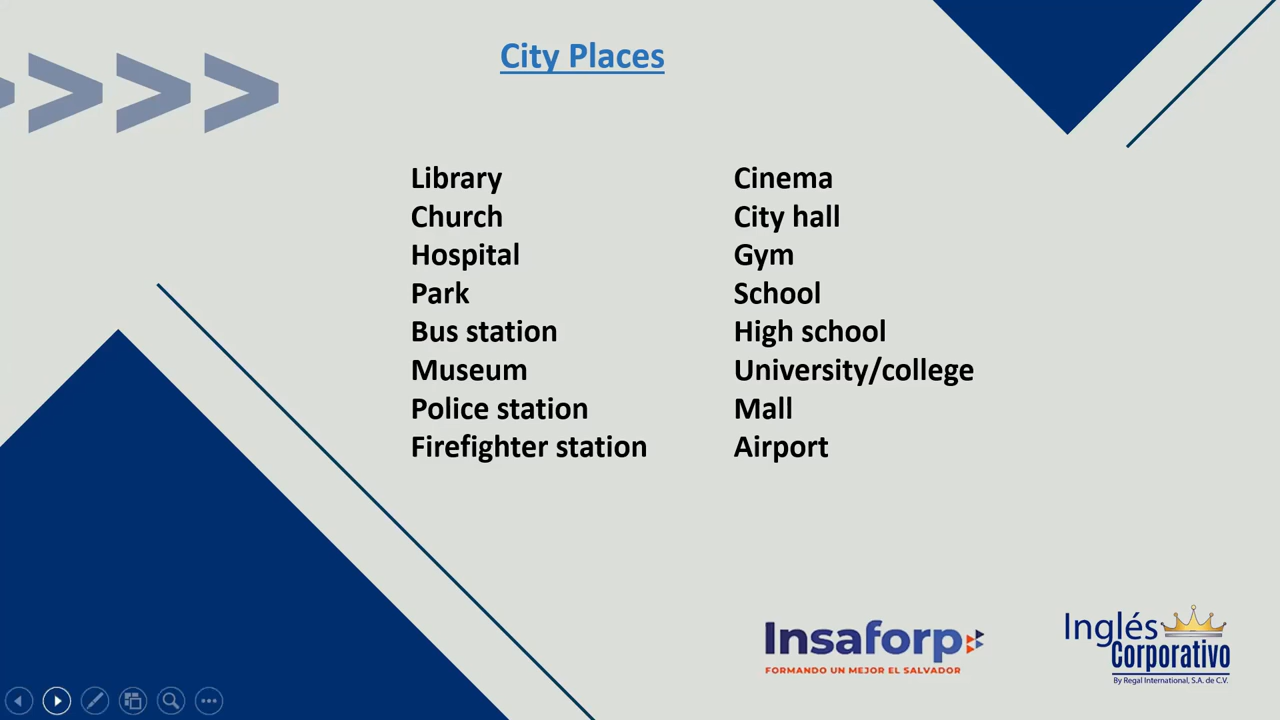 City Places
Library
Church
Hospital
Park
Bus station
Museum
Police station
Firefighter station
Cinema
City hall
Gym
School
High school
University/college
Mall
Airport
Insaforp
FORMANDO UN MEJOR EL SALVADOR
Inglés
Corporativo
By Regal International, S.A. de C.V.